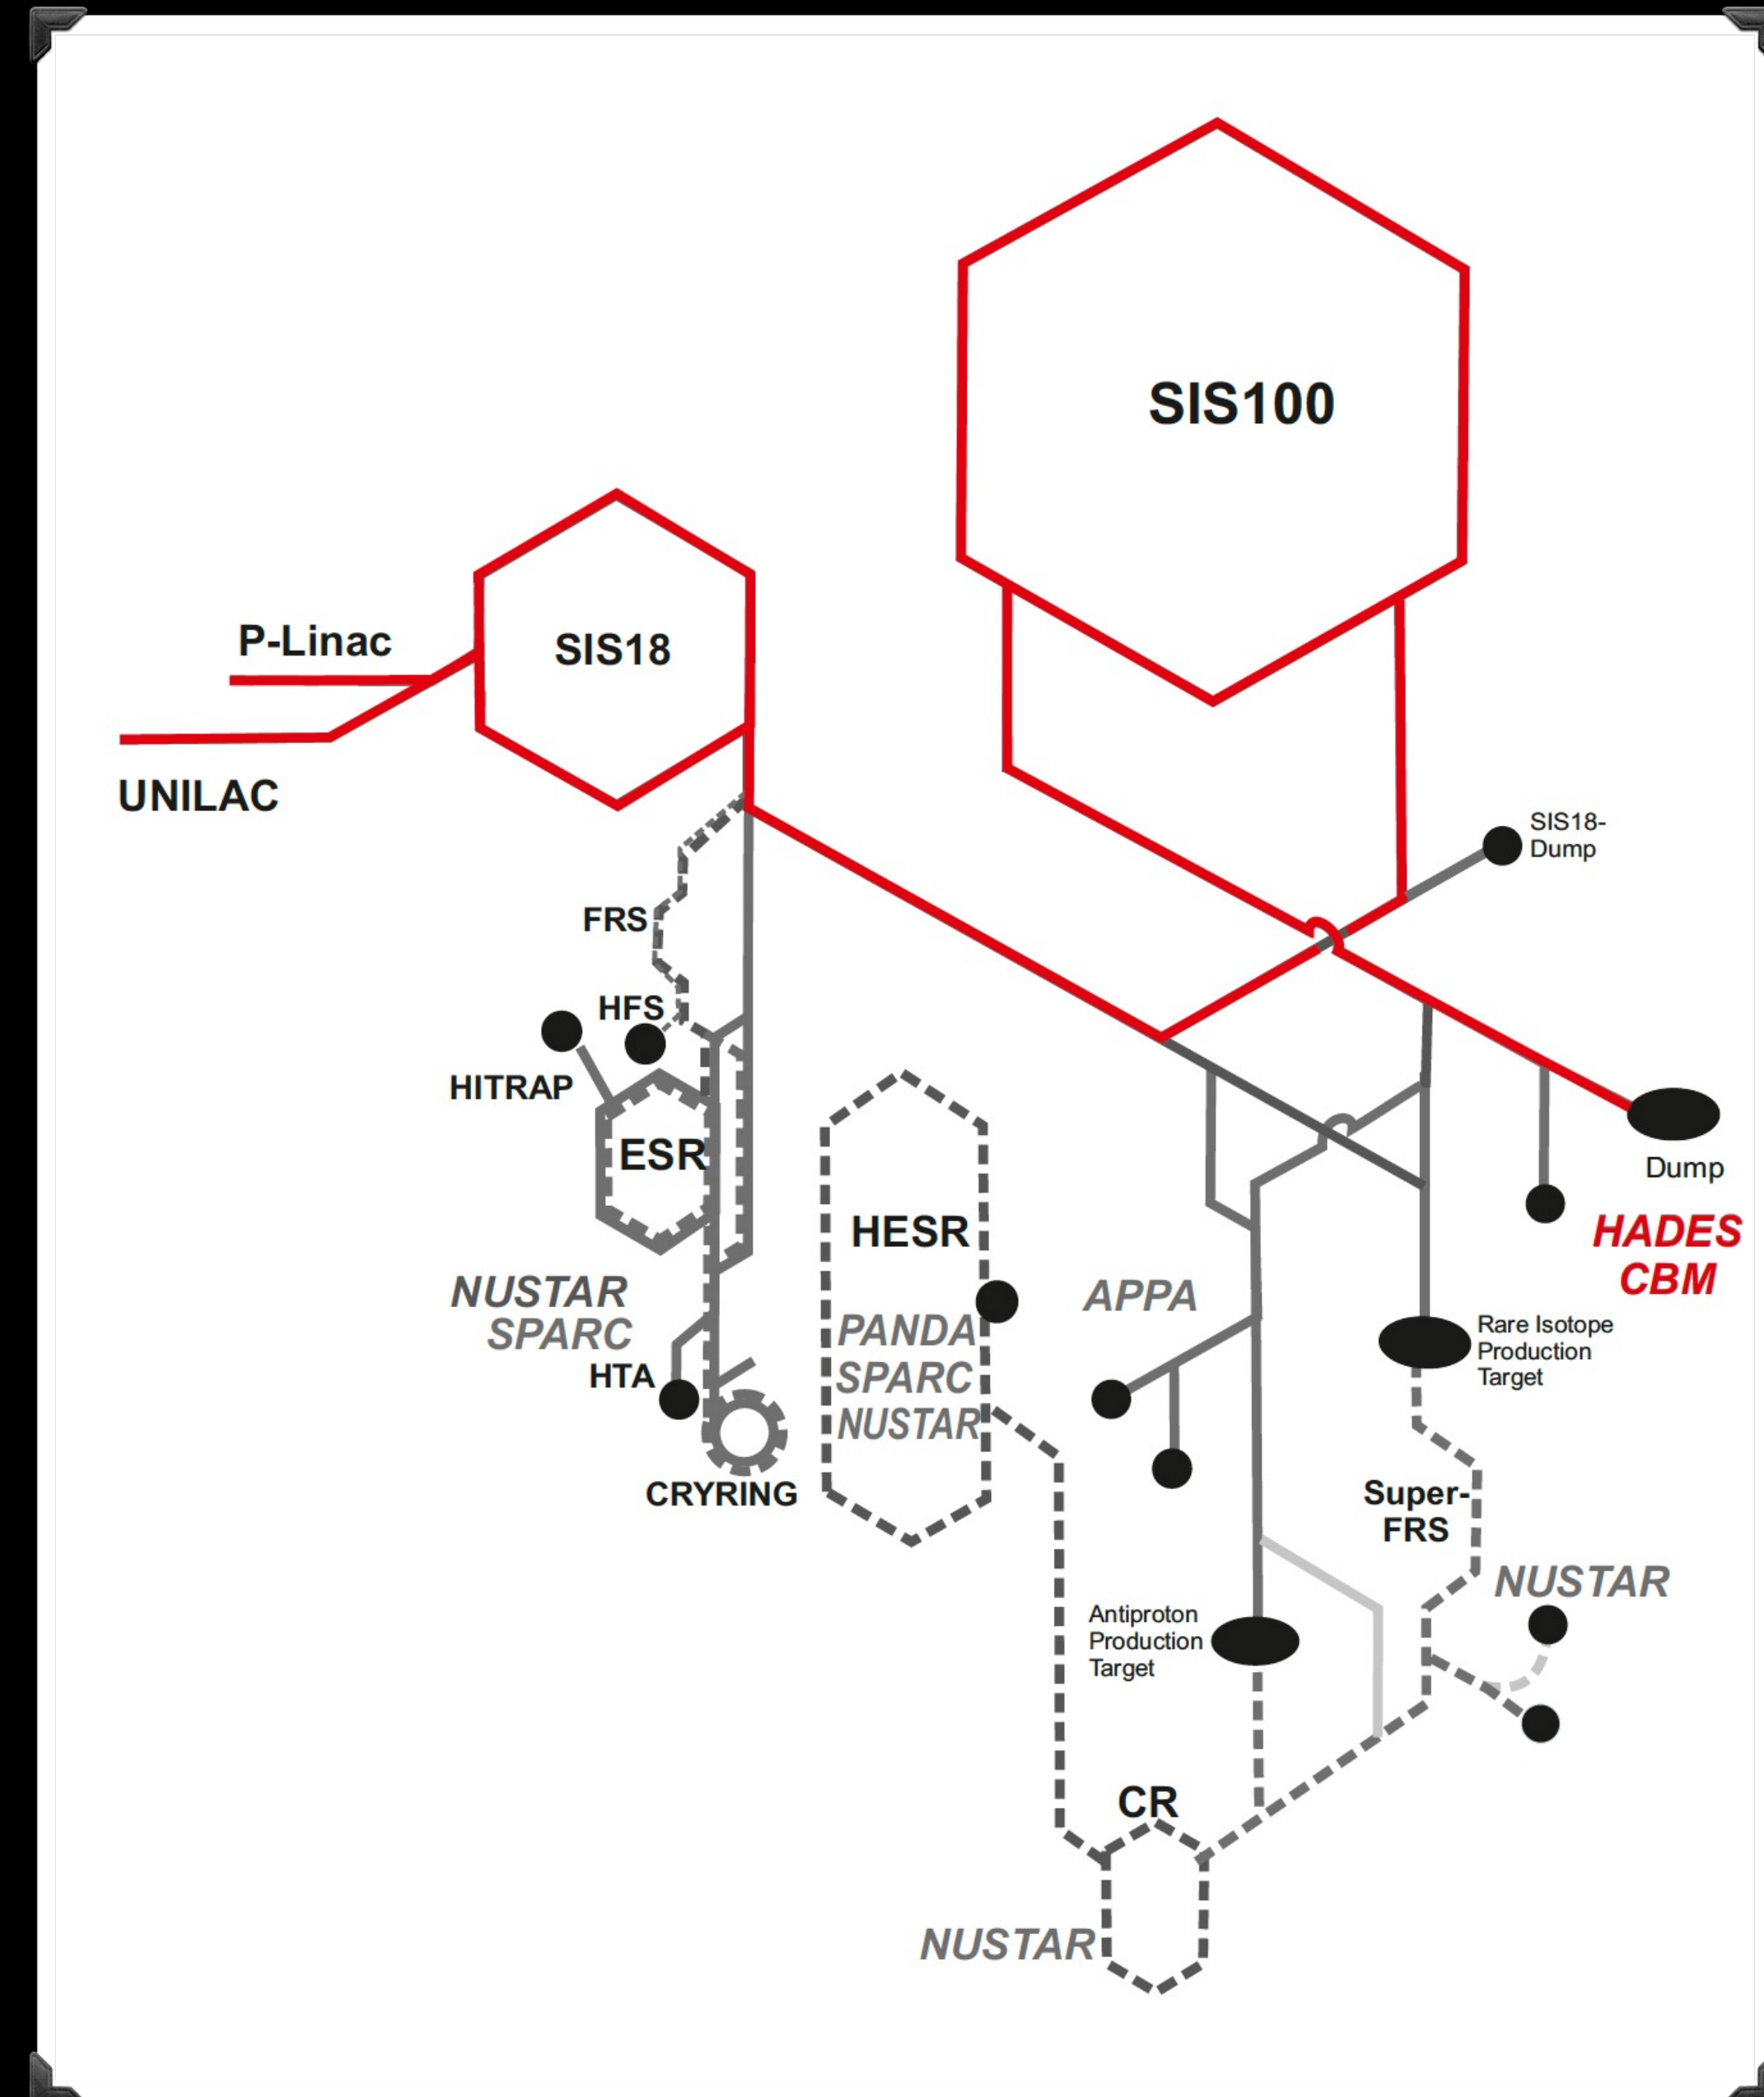 SIS100
P-Linac
SIS18
UNILAC
SIS18-
Dump
FRS
HFS
HITRAP
ESR
Dump
HESR
HADES
CBM
NUSTAR
SPARC
APPA
PANDA
SPARC
NUSTAR
Rare Isotope
Production
Target
HTA
CRYRING
Super-
FRS
NUSTAR
Antiproton
Production
Target
CR
NUSTAR